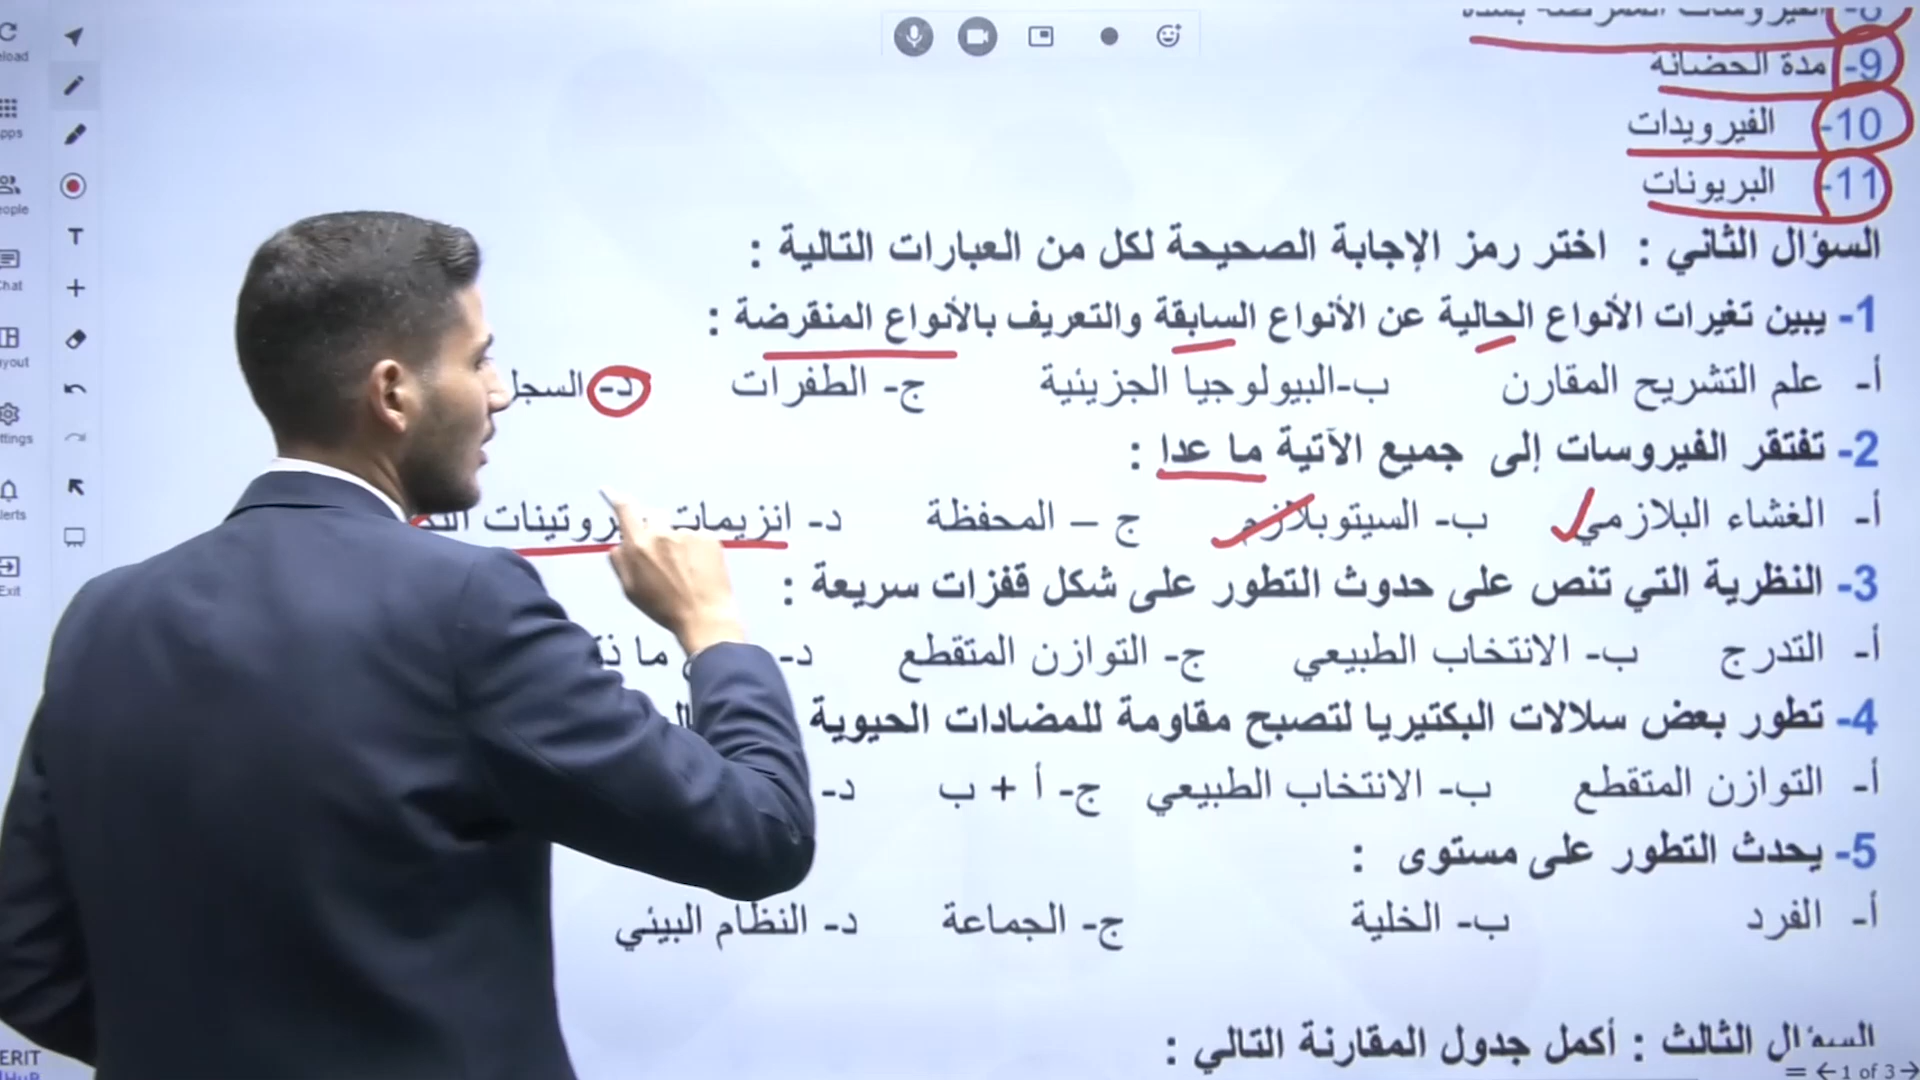 9- مدة الحضانة
10- الفيرويدات
11- البريونات
السؤال الثاني : اختر رمز الإجابة الصحيحة لكل من العبارات التالية :
1- يبين تغيرات الأنواع الحالية عن الأنواع السابقة والتعريف بالأنواع المنقرضة :
أ- علم التشريح المقارن ب-البيولوجيا الجزيئية ج- الطفرات د- السجل
2- تفتقر الفيروسات إلى جميع الآتية ما عدا :
أ- الغشاء البلازمي ب- السيتوبلازم ج – المحفظة د- انزيمات
3- النظرية التي تنص على حدوث التطور على شكل قفزات سريعة :
أ- التدرج ب- الانتخاب الطبيعي ج- التوازن المتقطع د- ما
4- تطور بعض سلالات البكتيريا لتصبح مقاومة للمضادات الحيوية
أ- التوازن المتقطع ب- الانتخاب الطبيعي ج- أ + ب د-
5- يحدث التطور على مستوى :
أ- الفرد ب- الخلية ج- الجماعة د- النظام البيئي
السؤال الثالث : أكمل جدول المقارنة التالي :
1 of 3